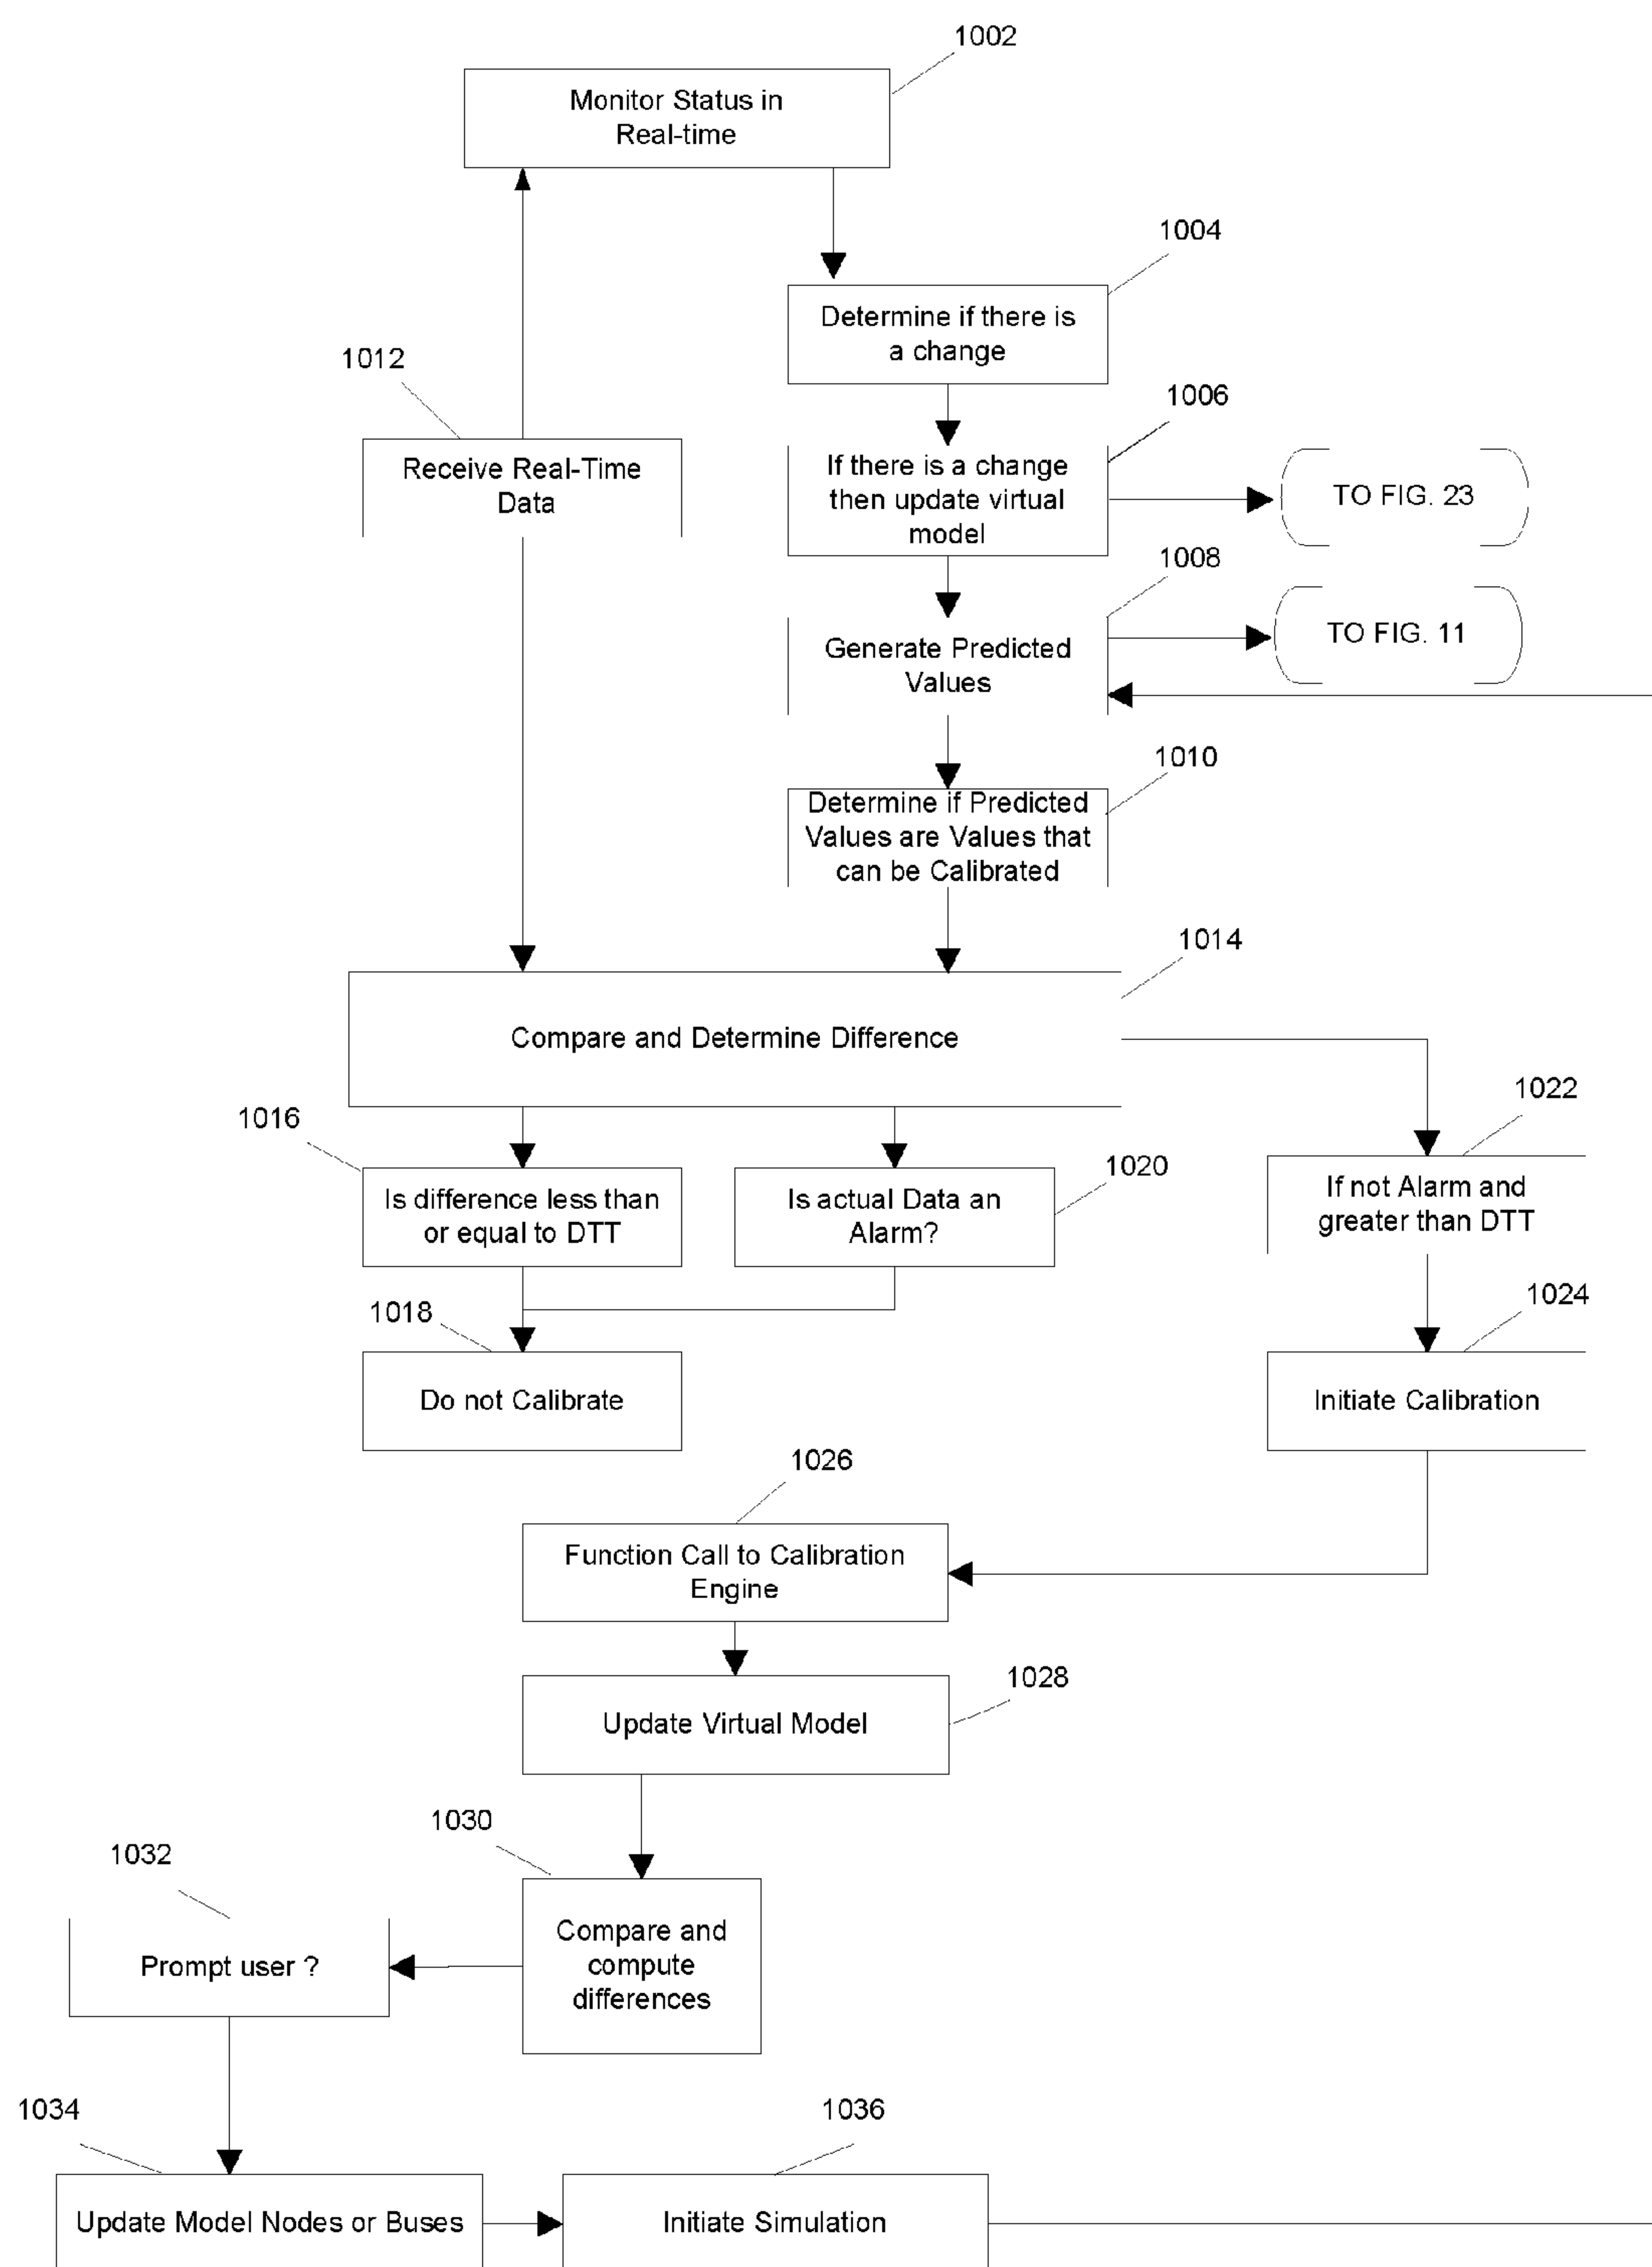 1002
Monitor Status in
Real-time
1004
Determine if there is
a change
1012
Receive Real-Time
Data
1006
If there is a change
then update virtual
model
TO FIG. 23
1008
Generate Predicted
Values
TO FIG. 11
1010
Determine if Predicted
Values are Values that
can be Calibrated
1014
Compare and Determine Difference
1016
Is difference less than
or equal to DTT
1020
Is actual Data an
Alarm?
1022
If not Alarm and
greater than DTT
1018
Do not Calibrate
1024
Initiate Calibration
1026
Function Call to Calibration
Engine
1028
Update Virtual Model
1030
Compare and
compute
differences
1032
Prompt user ?
1034
Update Model Nodes or Buses
1036
Initiate Simulation